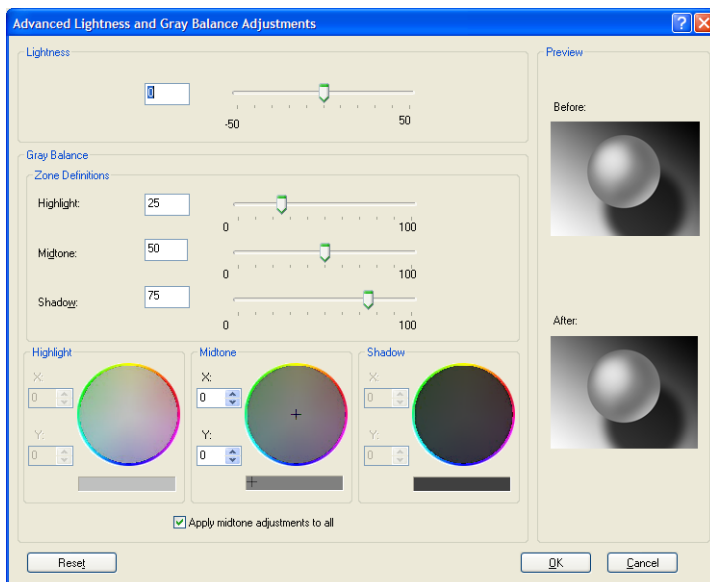 Advanced Lightness and Gray Balance Adjustments
Lightness
0
-50 50
Gray Balance
Zone Definitions
Highlight: 25
0 100
Midtone: 50
0 100
Shadow: 75
0 100
Highlight
X:
0
Y:
0
Midtone
X:
0
Y:
0
Shadow
X:
0
Y:
0
Apply midtone adjustments to all
Preview
Before:
After:
Reset
OK
Cancel